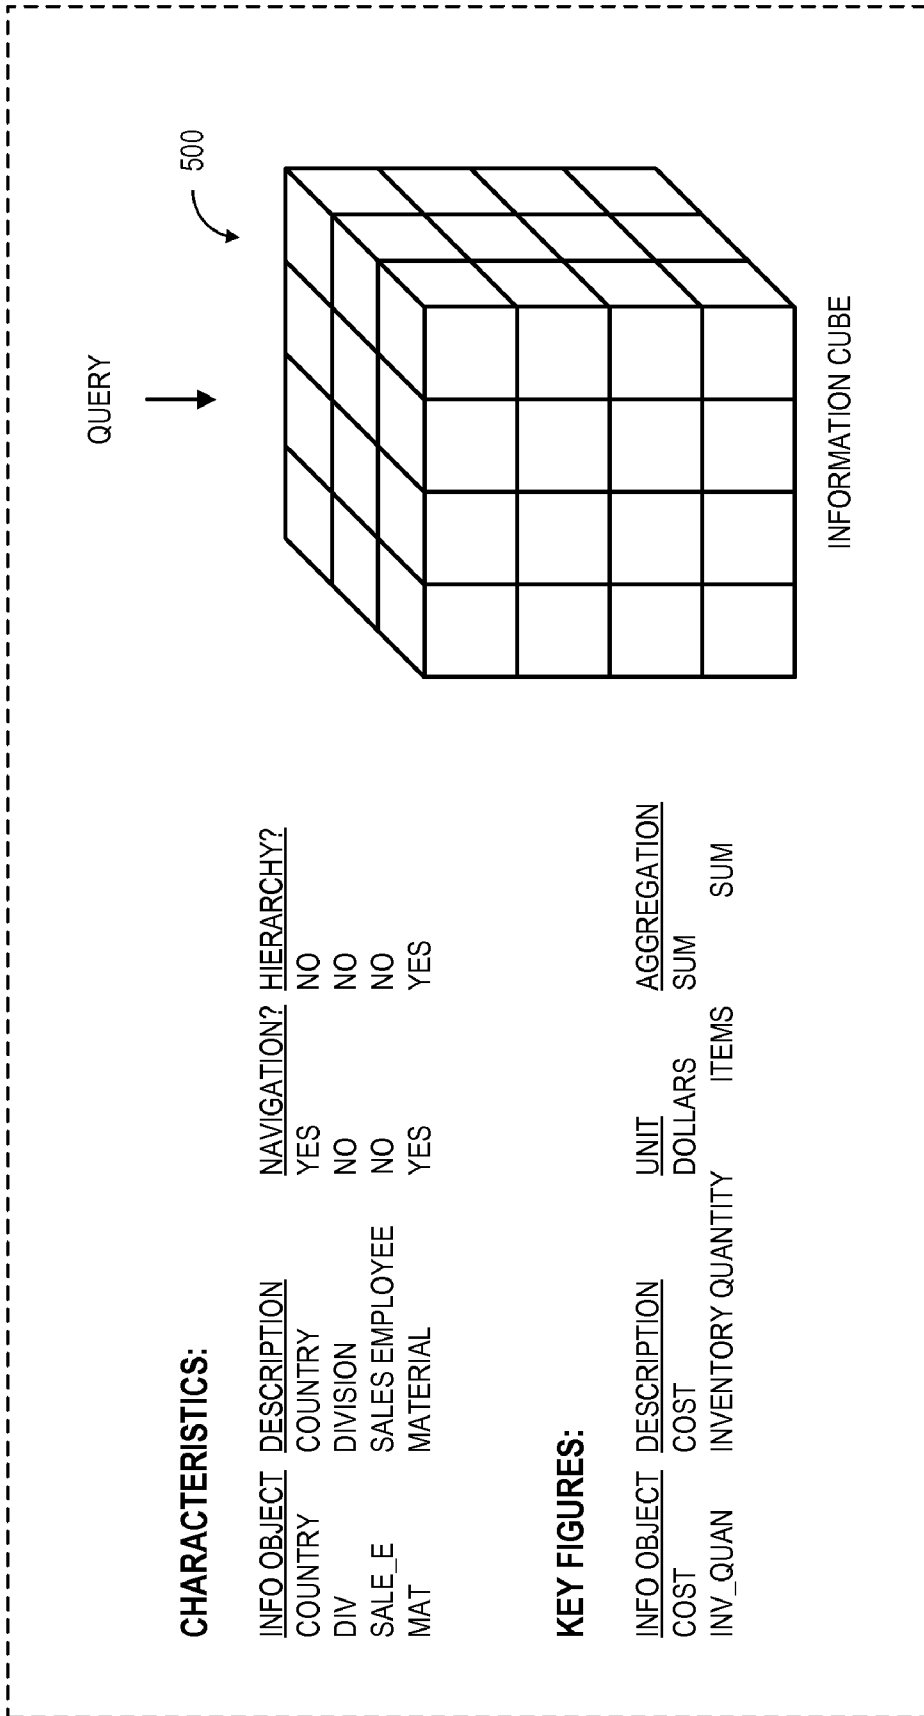 CHARACTERISTICS:
INFO OBJECT DESCRIPTION NAVIGATION? HIERARCHY?
COUNTRY COUNTRY YES NO
DIV DIVISION NO NO
SALE_E SALES EMPLOYEE NO NO
MAT MATERIAL YES YES
KEY FIGURES:
INFO OBJECT DESCRIPTION UNIT AGGREGATION
COST COST DOLLARS SUM
INV_QUAN INVENTORY QUANTITY ITEMS SUM
QUERY
500
INFORMATION CUBE